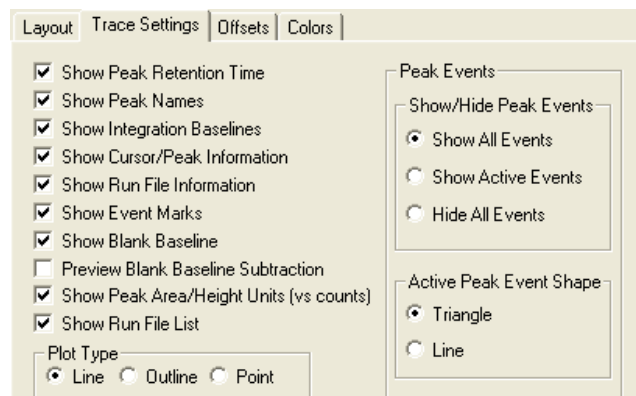 Layout Trace Settings Offsets Colors
Show Peak Retention Time
Show Peak Names
Show Integration Baselines
Show Cursor/Peak Information
Show Run File Information
Show Event Marks
Show Blank Baseline
Preview Blank Baseline Subtraction
Show Peak Area/Height Units (vs counts)
Show Run File List
Plot Type
Line Outline Point
Peak Events
Show/Hide Peak Events
Show All Events
Show Active Events
Hide All Events
Active Peak Event Shape
Triangle
Line